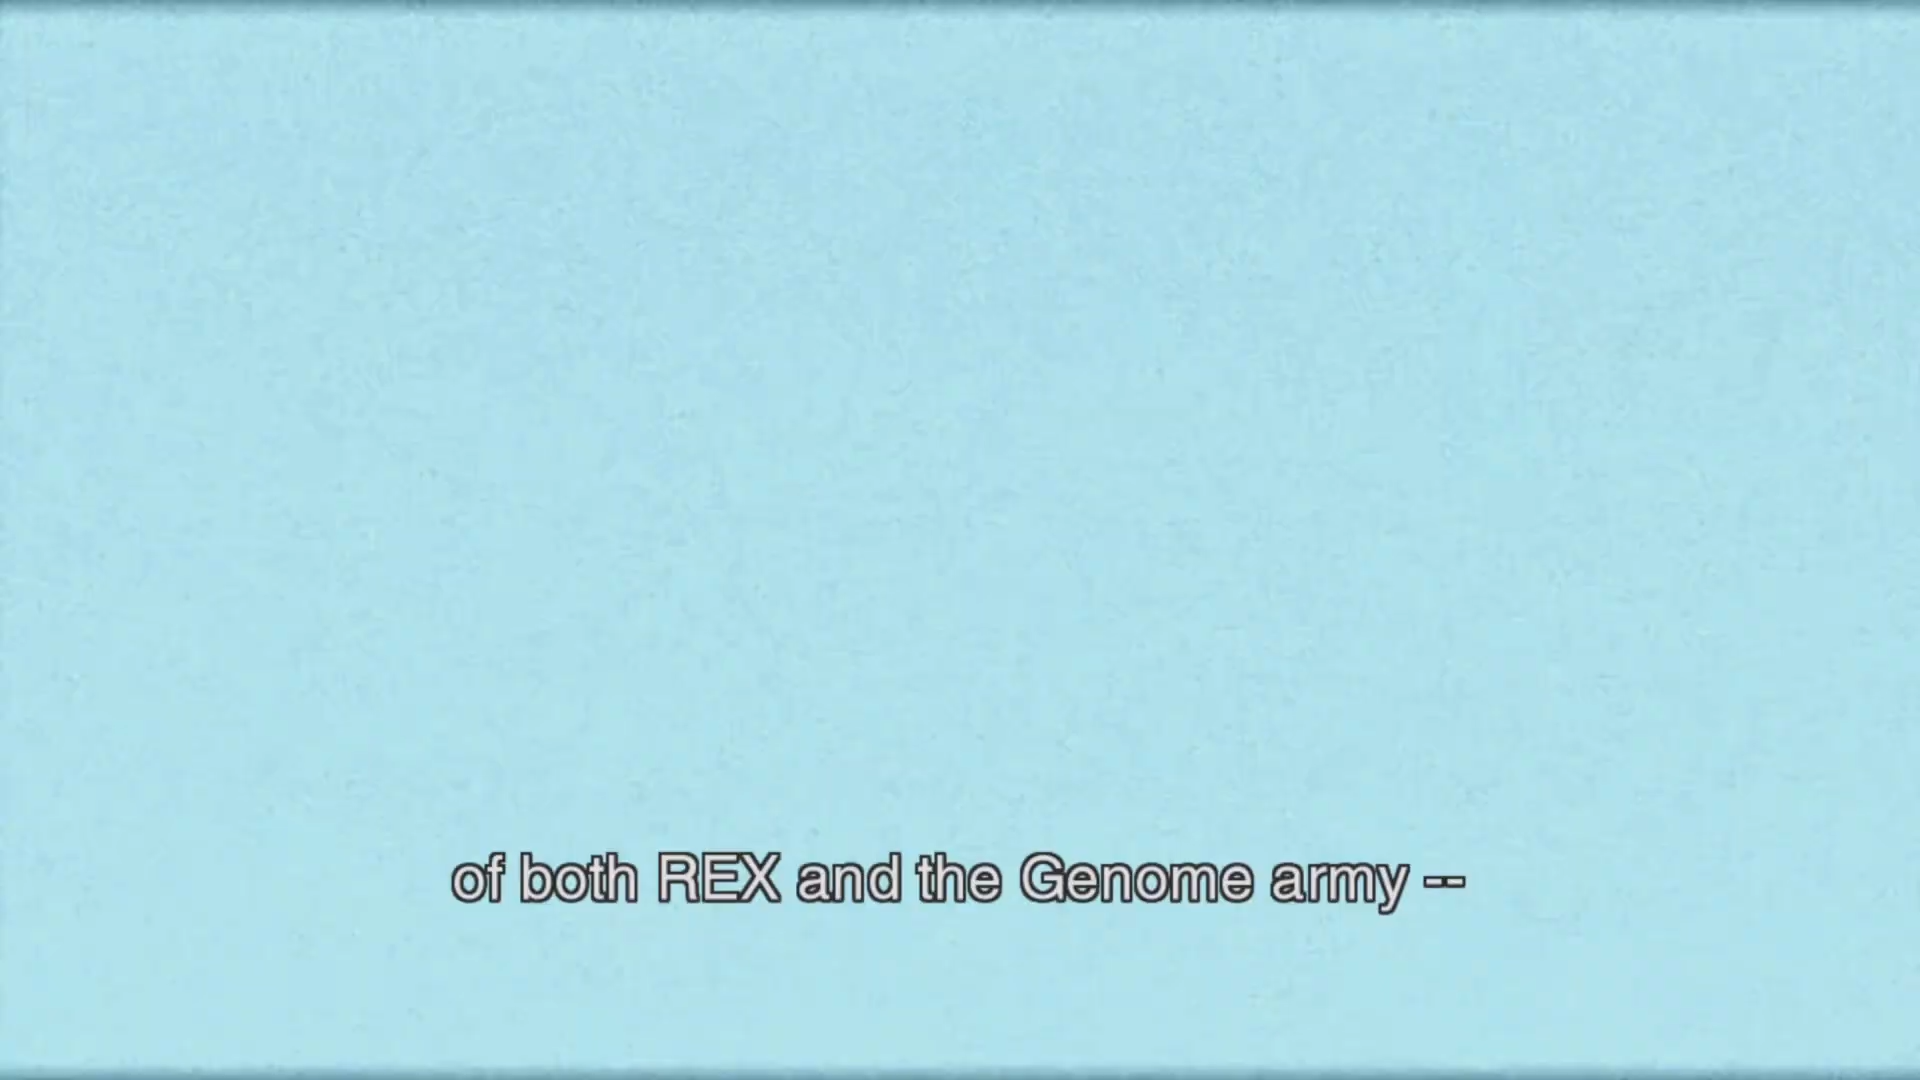 of both REX and the Genome army --